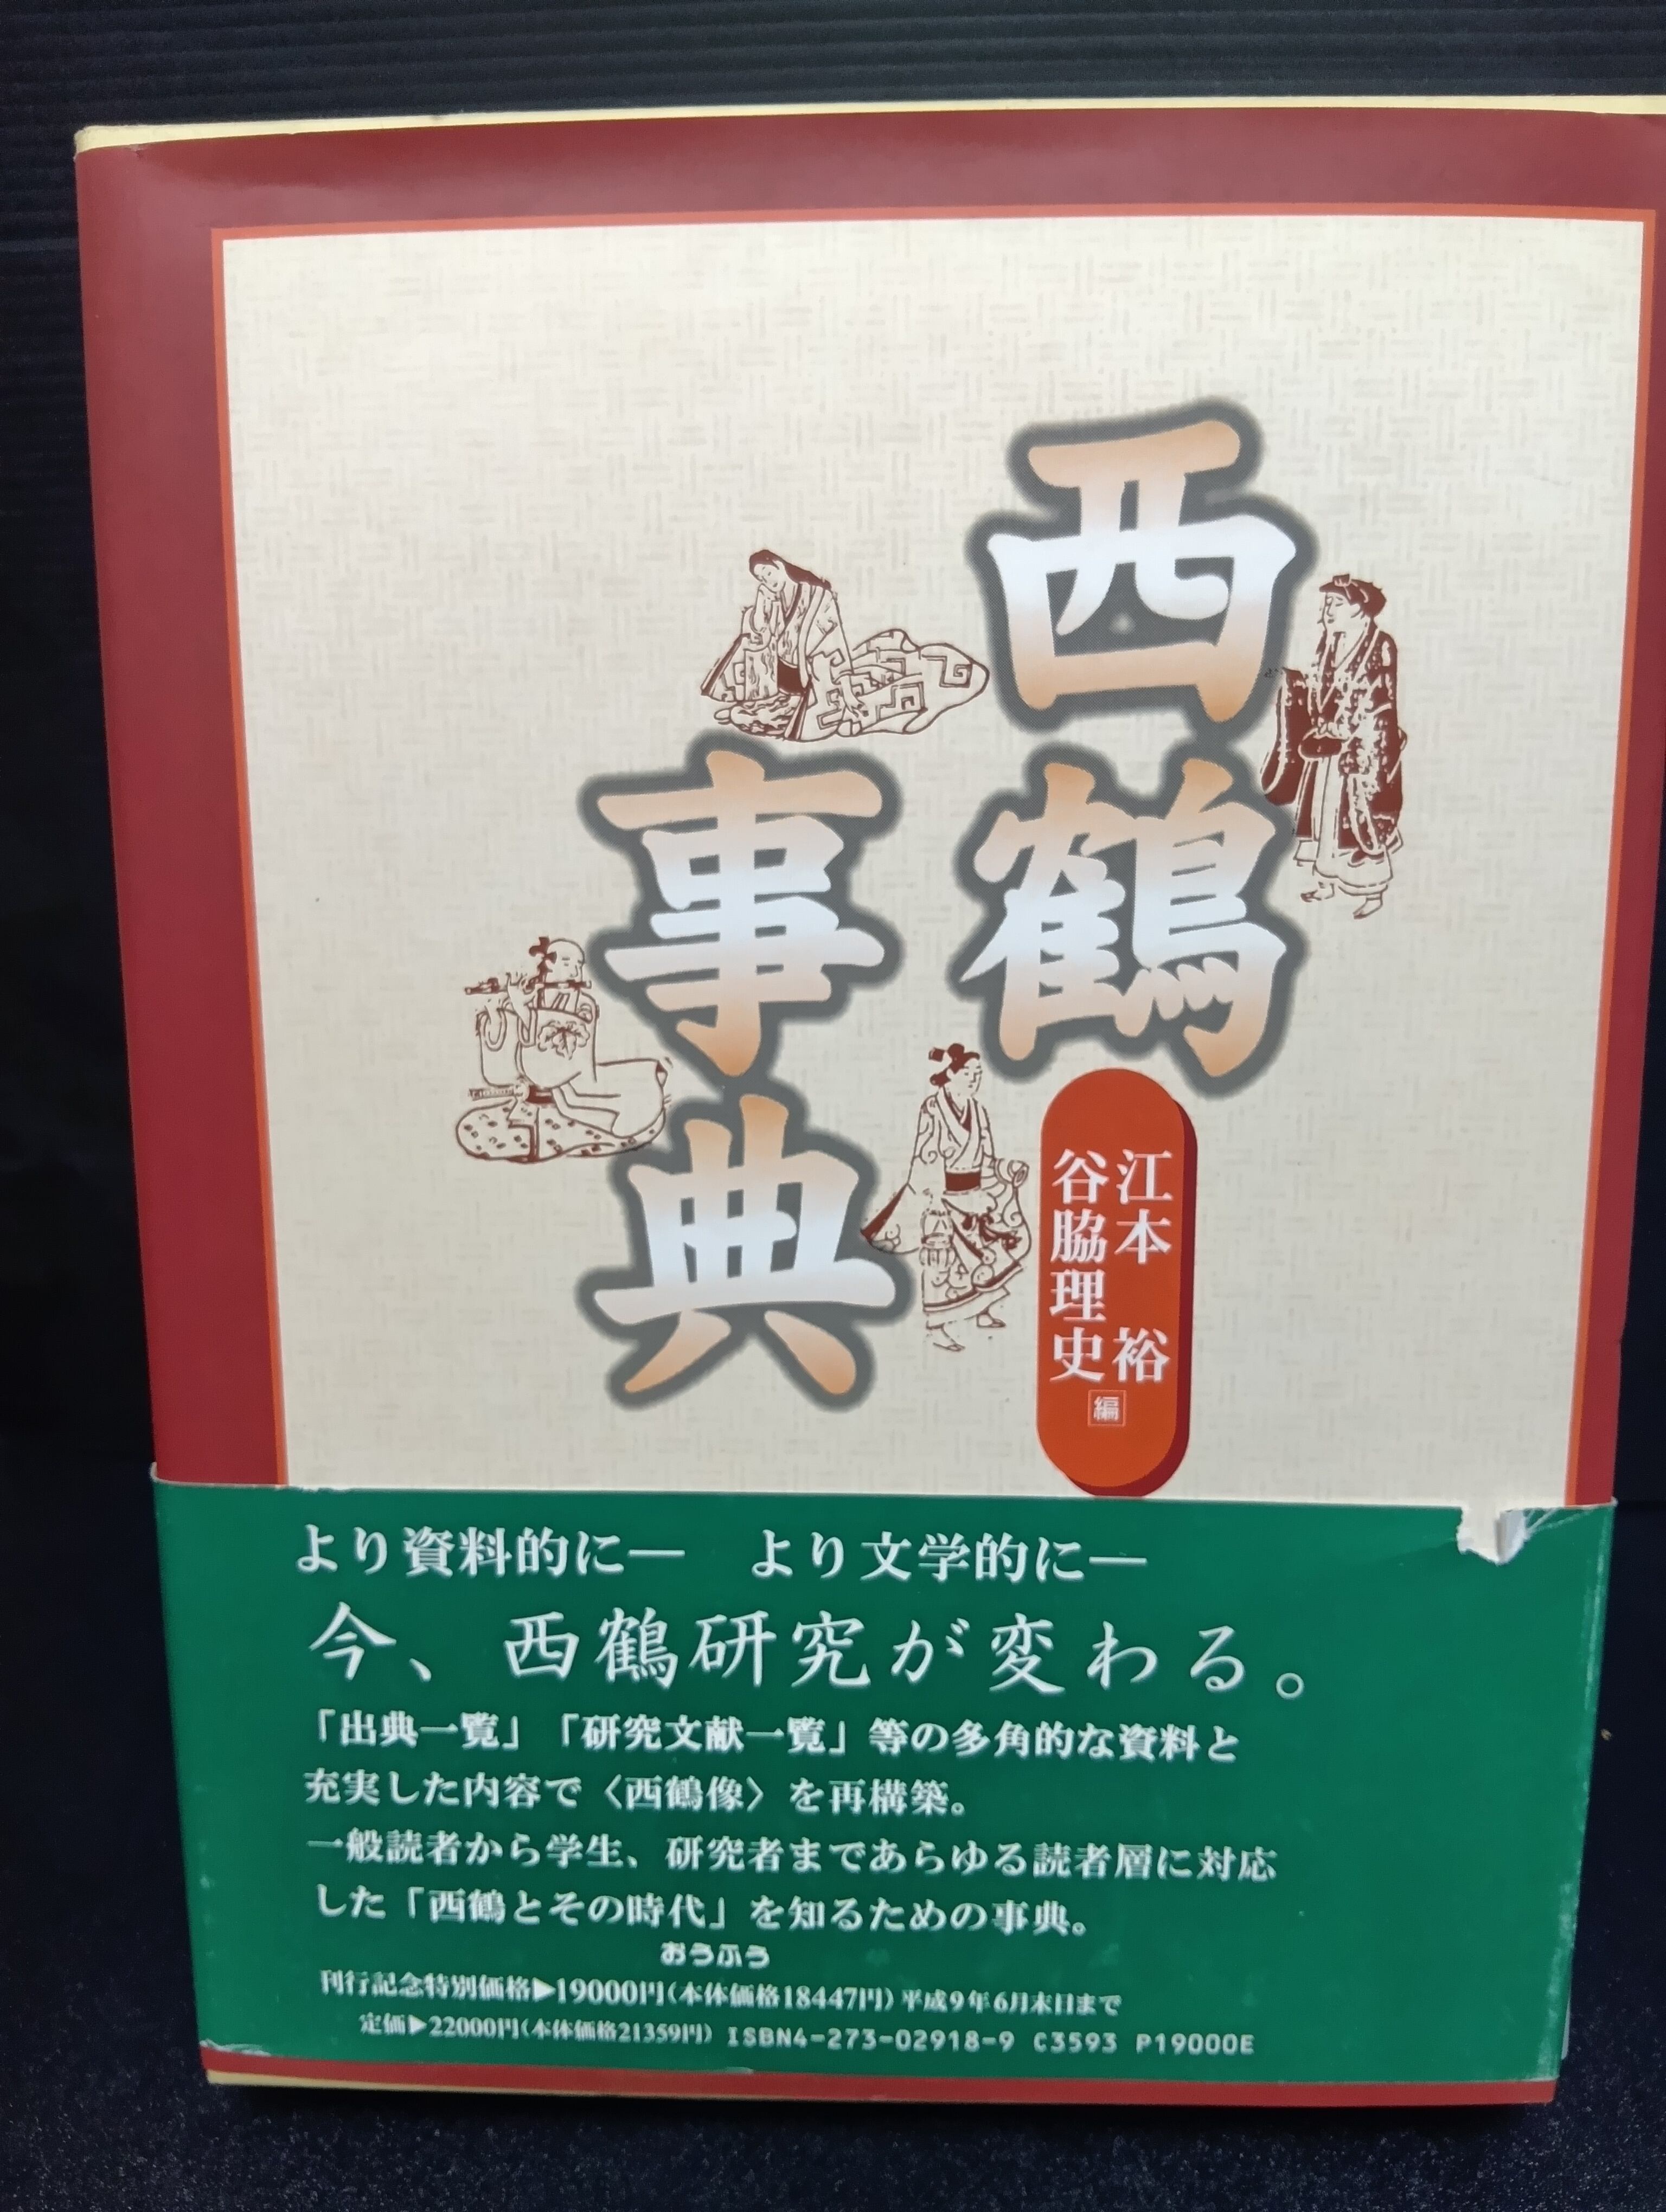 西鶴
事典
江本 裕
谷脇理史
編
より資料的に― より文学的に―
今、西鶴研究が変わる。
「出典一覧」「研究文献一覧」等の多角的な資料と
充実した内容で〈西鶴像〉を再構築。
一般読者から学生、研究者まであらゆる読者層に対応
した「西鶴とその時代」を知るための事典。
おうふう
刊行記念特別価格▶19000円(本体価格18447円) 平成9年6月末日まで
定価▶22000円(本体価格21359円) ISBN4-273-02918-9 C3593 P19000E